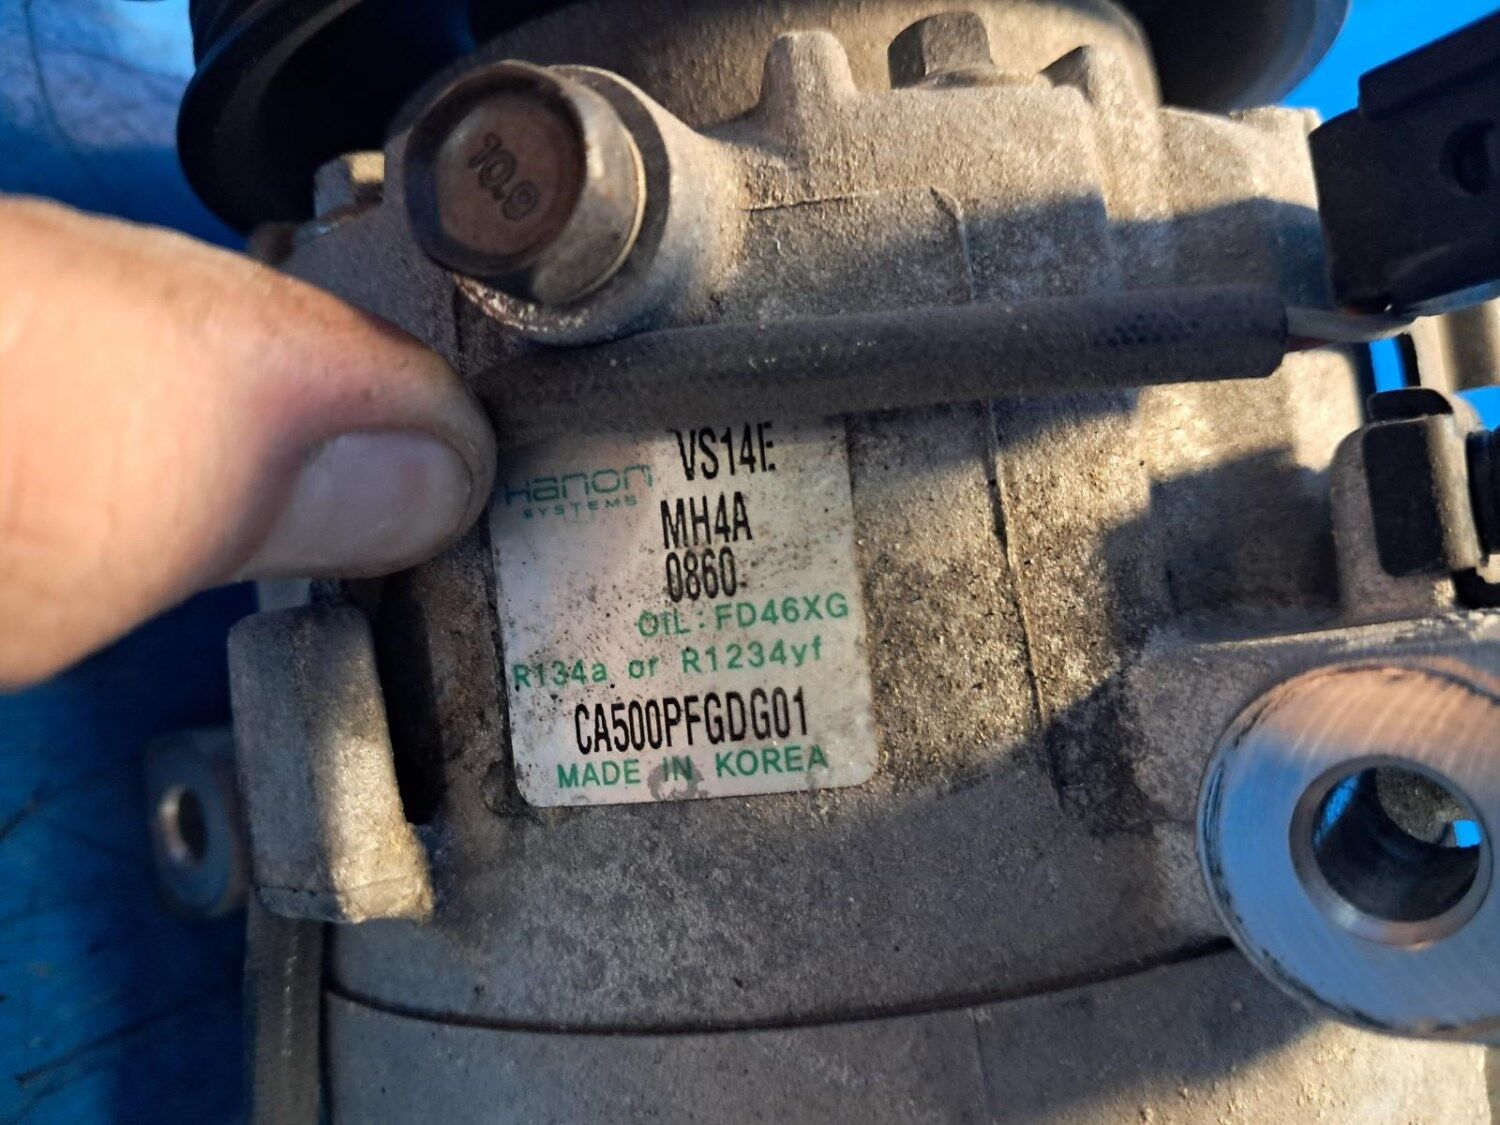 10.9
Hanon VS14E
SYSTEMS
MH4A
0860
OIL: FD46XG
R134a or R1234yf
CA500PFGDG01
MADE IN KOREA